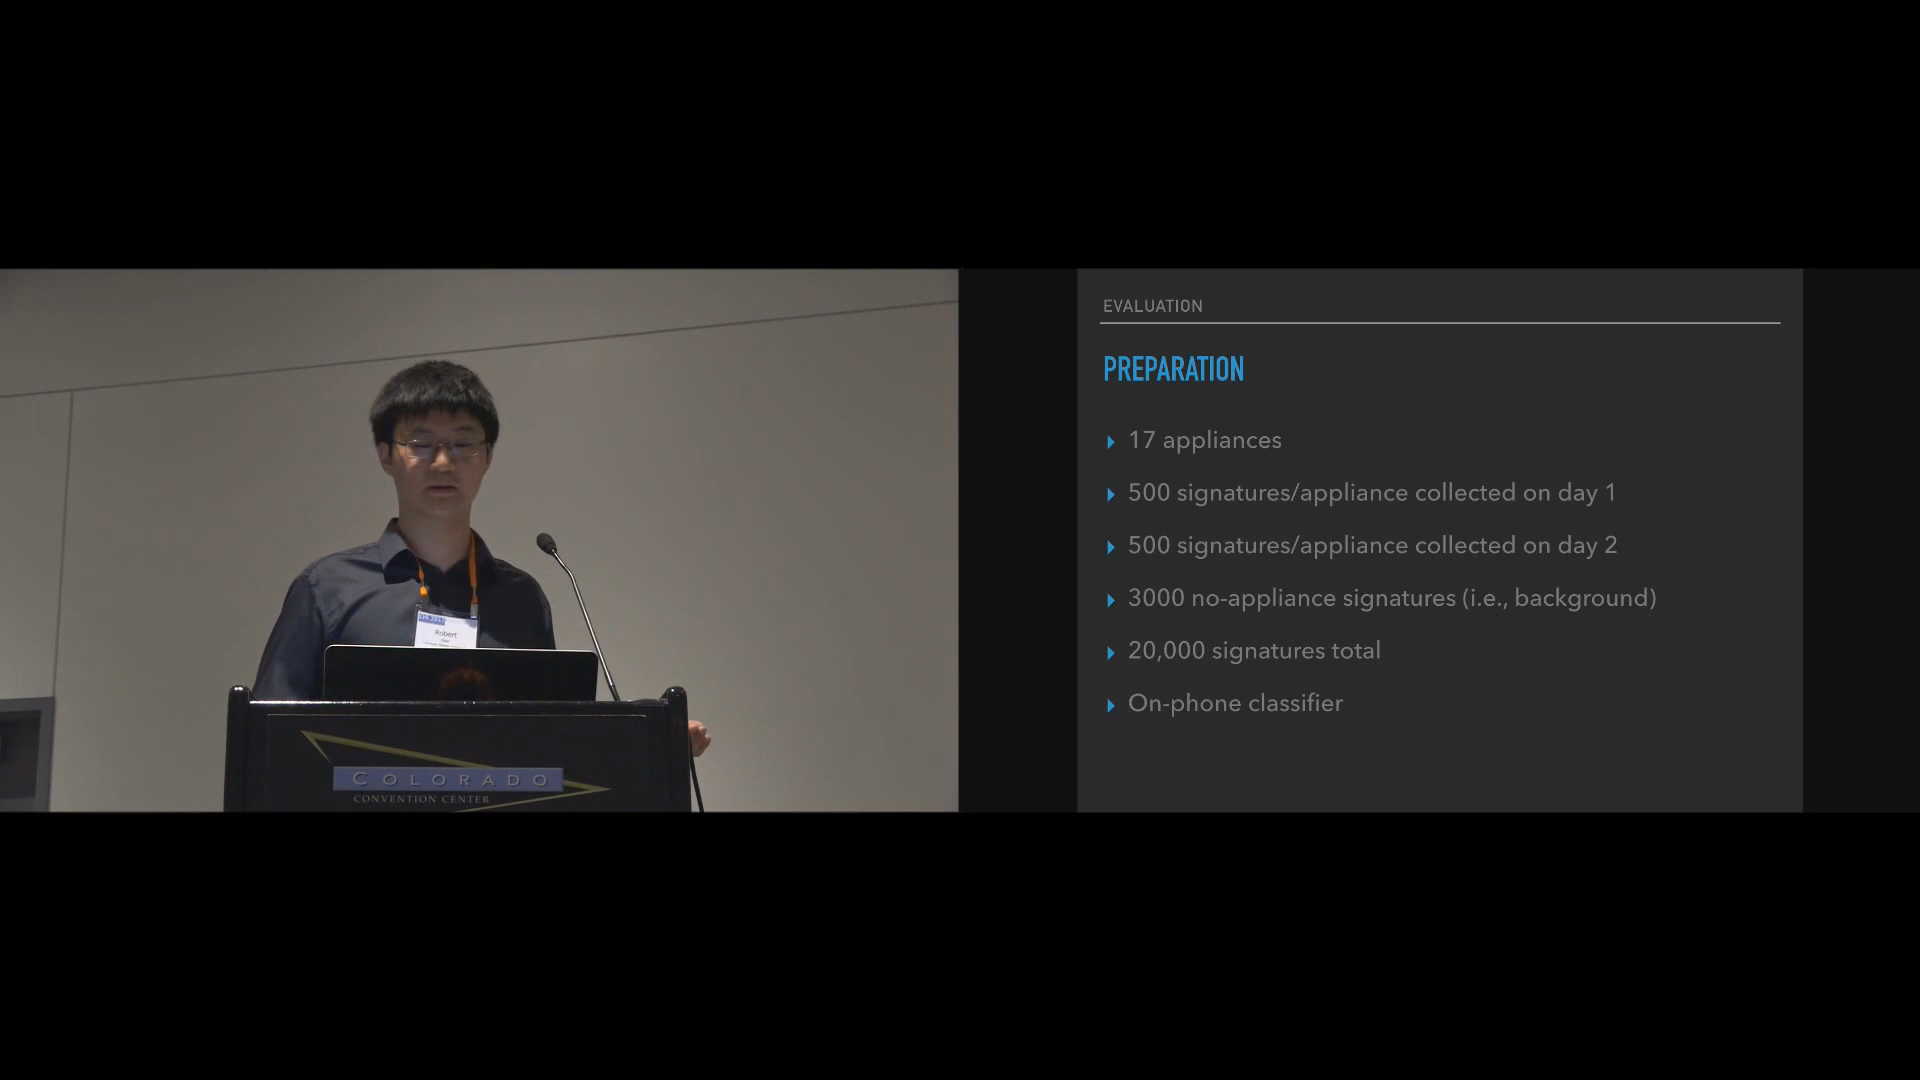 Robert
COLORADO
CONVENTION CENTER
EVALUATION
PREPARATION
17 appliances
500 signatures/appliance collected on day 1
500 signatures/appliance collected on day 2
3000 no-appliance signatures (i.e., background)
20,000 signatures total
On-phone classifier